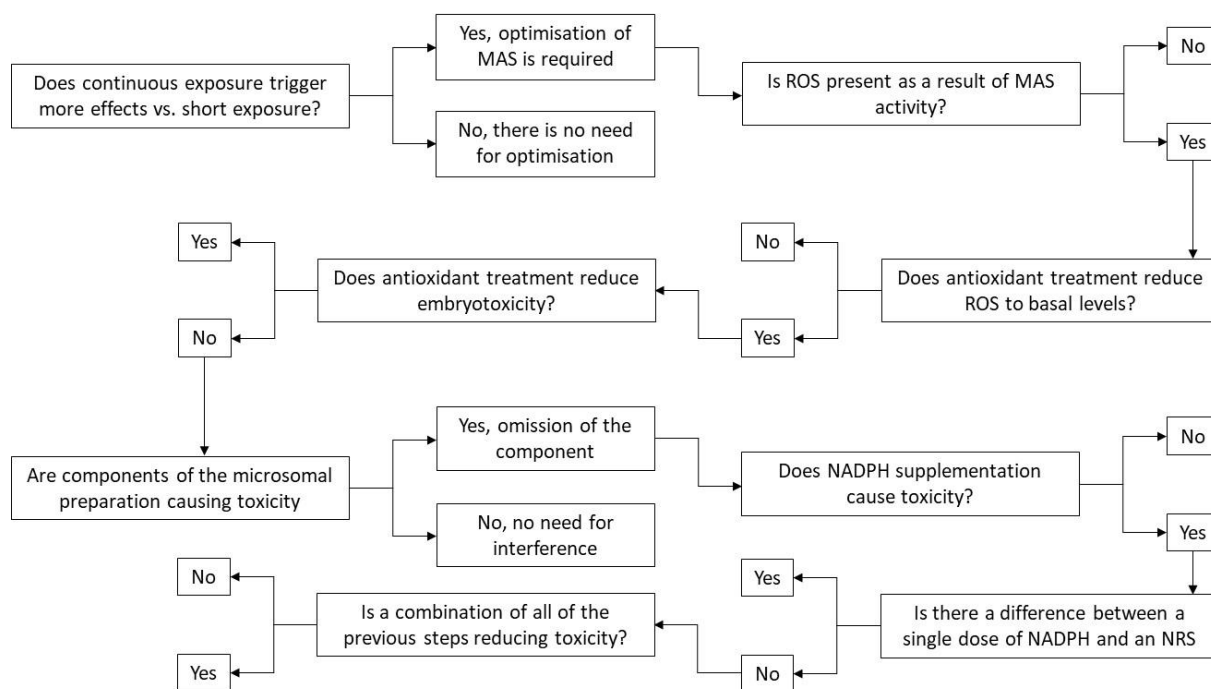 Does continuous exposure trigger
more effects vs. short exposure?
Yes, optimisation of
MAS is required
No, there is no need
for optimisation
Is ROS present as a result of MAS
activity?
No
Yes
Does antioxidant treatment reduce
ROS to basal levels?
No
Yes
Does antioxidant treatment reduce
embryotoxicity?
Yes
No
Are components of the microsomal
preparation causing toxicity
Yes, omission of the
component
No, no need for
interference
Does NADPH supplementation
cause toxicity?
No
Yes
Is there a difference between a
single dose of NADPH and an NRS
Yes
No
Is a combination of all of the
previous steps reducing toxicity?
No
Yes